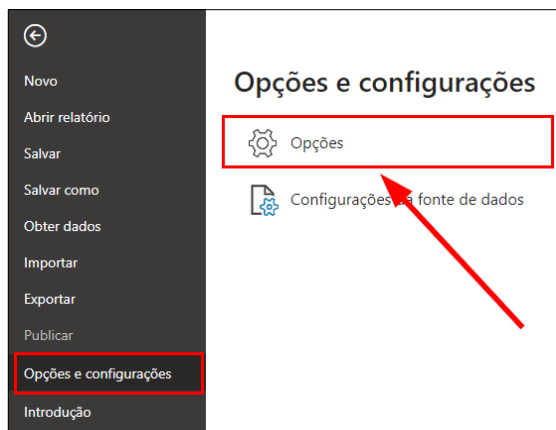 Novo
Abrir relatório
Salvar
Salvar como
Obter dados
Importar
Exportar
Publicar
Opções e configurações
Introdução
Opções e configurações
Opções
Configurações da fonte de dados